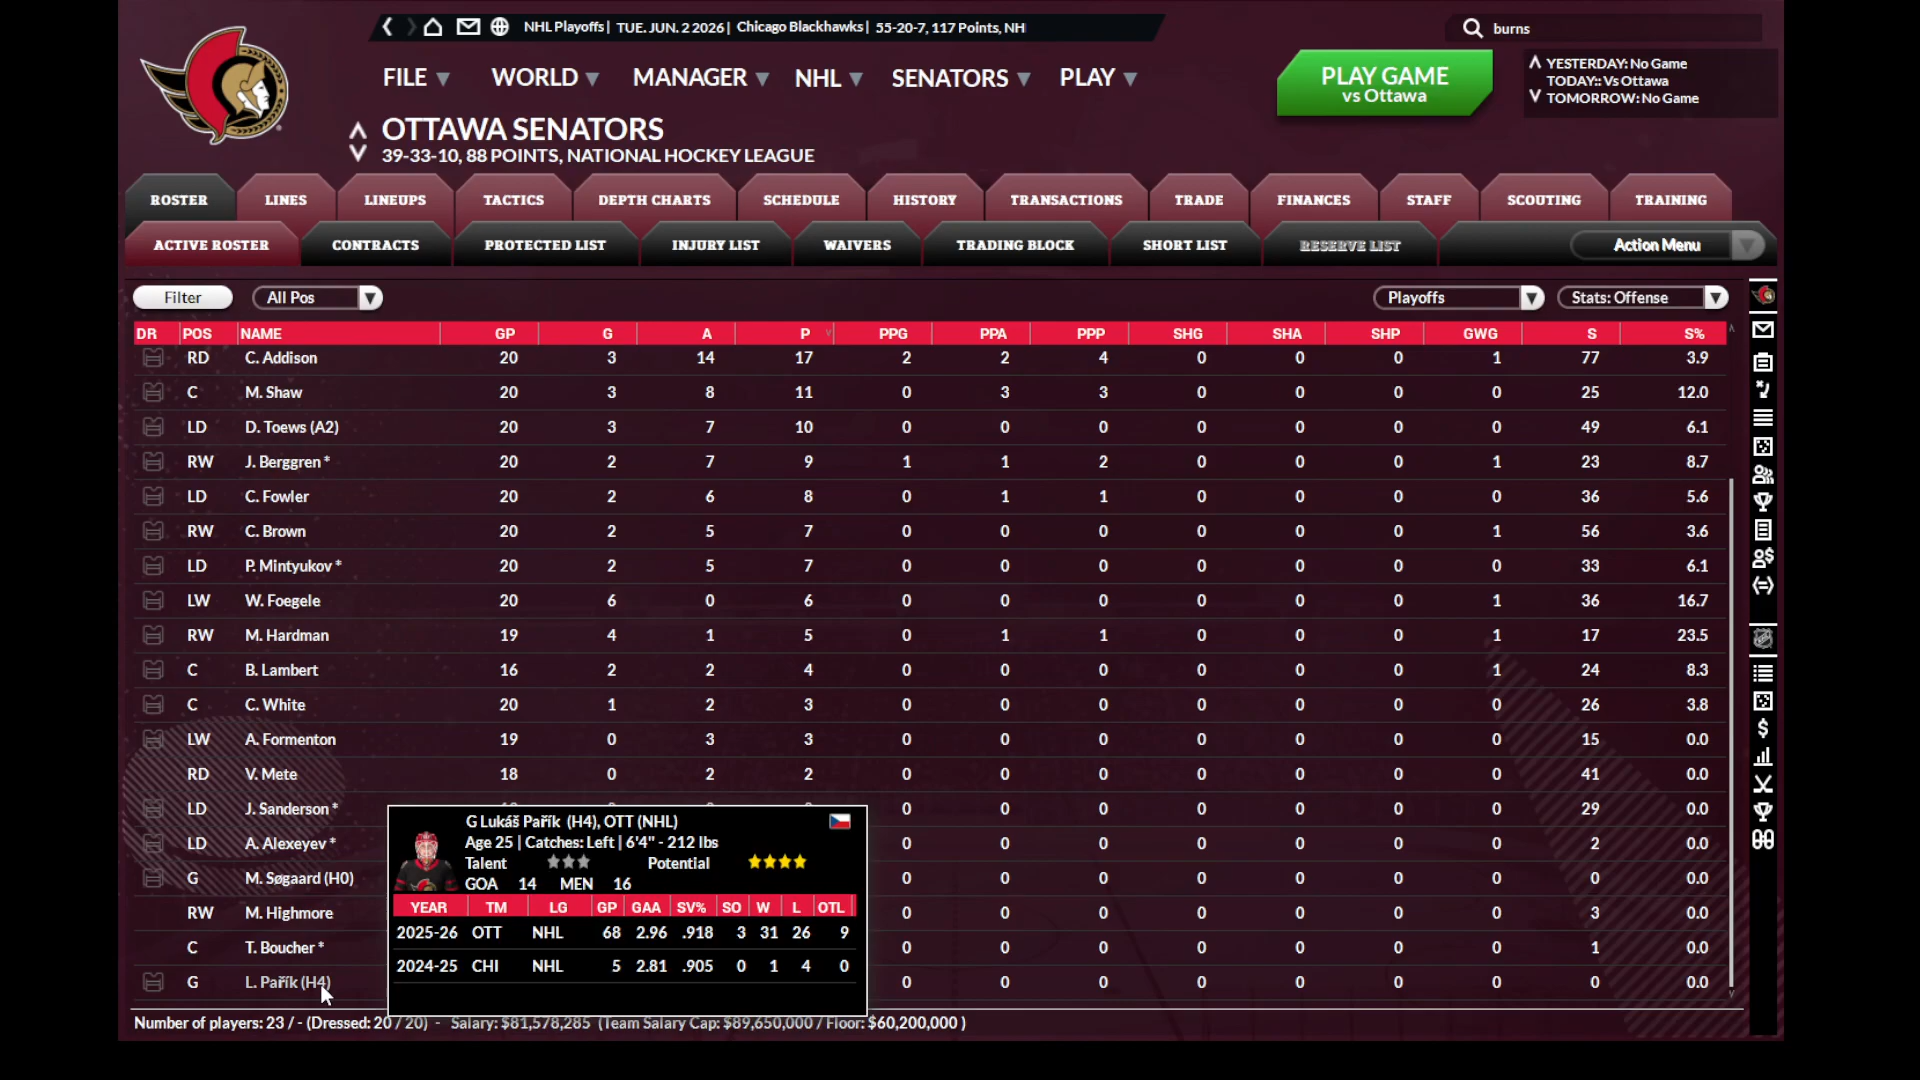 NHL Playoffs| TUE. JUN. 2 2026| Chicago Blackhawks| 55-20-7, 117 Points, NH
burns
FILE WORLD MANAGER NHL SENATORS PLAY
PLAY GAME
vs Ottawa
YESTERDAY: No Game
TODAY:: Vs Ottawa
TOMORROW: No Game
OTTAWA SENATORS
39-33-10, 88 POINTS, NATIONAL HOCKEY LEAGUE
ROSTER LINES LINEUPS TACTICS DEPTH CHARTS SCHEDULE HISTORY TRANSACTIONS TRADE FINANCES STAFF SCOUTING TRAINING
ACTIVE ROSTER CONTRACTS PROTECTED LIST INJURY LIST WAIVERS TRADING BLOCK SHORT LIST RESERVE LIST Action Menu
Filter All Pos Playoffs Stats: Offense
DR POS NAME GP G A P PPG PPA PPP SHG SHA SHP GWG S S%
RD C. Addison 20 3 14 17 2 2 4 0 0 0 1 77 3.9
C M. Shaw 20 3 8 11 0 3 3 0 0 0 0 25 12.0
LD D. Toews (A2) 20 3 7 10 0 0 0 0 0 0 0 49 6.1
RW J. Berggren * 20 2 7 9 1 1 2 0 0 0 1 23 8.7
LD C. Fowler 20 2 6 8 0 1 1 0 0 0 0 36 5.6
RW C. Brown 20 2 5 7 0 0 0 0 0 0 1 56 3.6
LD P. Mintyukov * 20 2 5 7 0 0 0 0 0 0 0 33 6.1
LW W. Foegele 20 6 0 6 0 0 0 0 0 0 1 36 16.7
RW M. Hardman 19 4 1 5 0 1 1 0 0 0 1 17 23.5
C B. Lambert 16 2 2 4 0 0 0 0 0 0 1 24 8.3
C C. White 20 1 2 3 0 0 0 0 0 0 0 26 3.8
LW A. Formenton 19 0 3 3 0 0 0 0 0 0 0 15 0.0
RD V. Mete 18 0 2 2 0 0 0 0 0 0 0 41 0.0
LD J. Sanderson * 0 0 0 0 0 0 0 29 0.0
LD A. Alexeyev * 0 0 0 0 0 0 0 2 0.0
G M. Søgaard (H0) 0 0 0 0 0 0 0 0 0.0
RW M. Highmore 0 0 0 0 0 0 0 3 0.0
C T. Boucher * 0 0 0 0 0 0 0 1 0.0
G L. Pařík (H4) 0 0 0 0 0 0 0 0 0.0
G Lukáš Pařík (H4), OTT (NHL)
Age 25 | Catches: Left | 6'4" - 212 lbs
Talent Potential
GOA 14 MEN 16
YEAR TM LG GP GAA SV% SO W L OTL
2025-26 OTT NHL 68 2.96 .918 3 31 26 9
2024-25 CHI NHL 5 2.81 .905 0 1 4 0
Number of players: 23 / - (Dressed: 20 / 20) - Salary: $81,578,285 (Team Salary Cap: $89,650,000 / Floor: $60,200,000 )